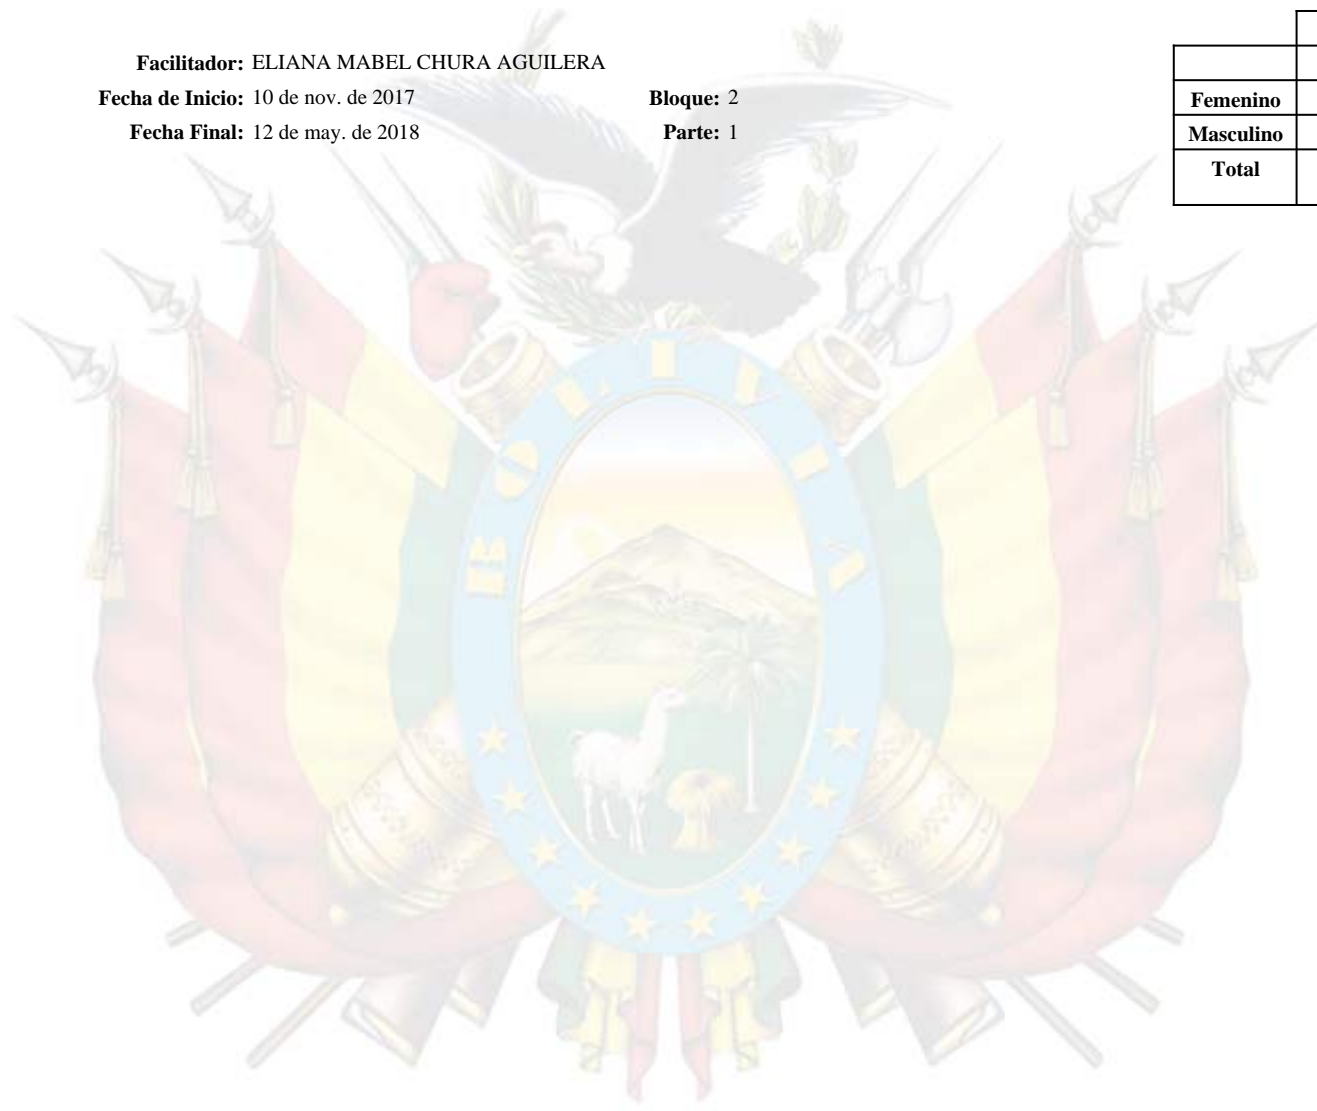 Facilitador: ELIANA MABEL CHURA AGUILERA
Fecha de Inicio: 10 de nov. de 2017 Bloque: 2
Fecha Final: 12 de may. de 2018 Parte: 1
Femenino
Masculino
Total
BOLIVIA